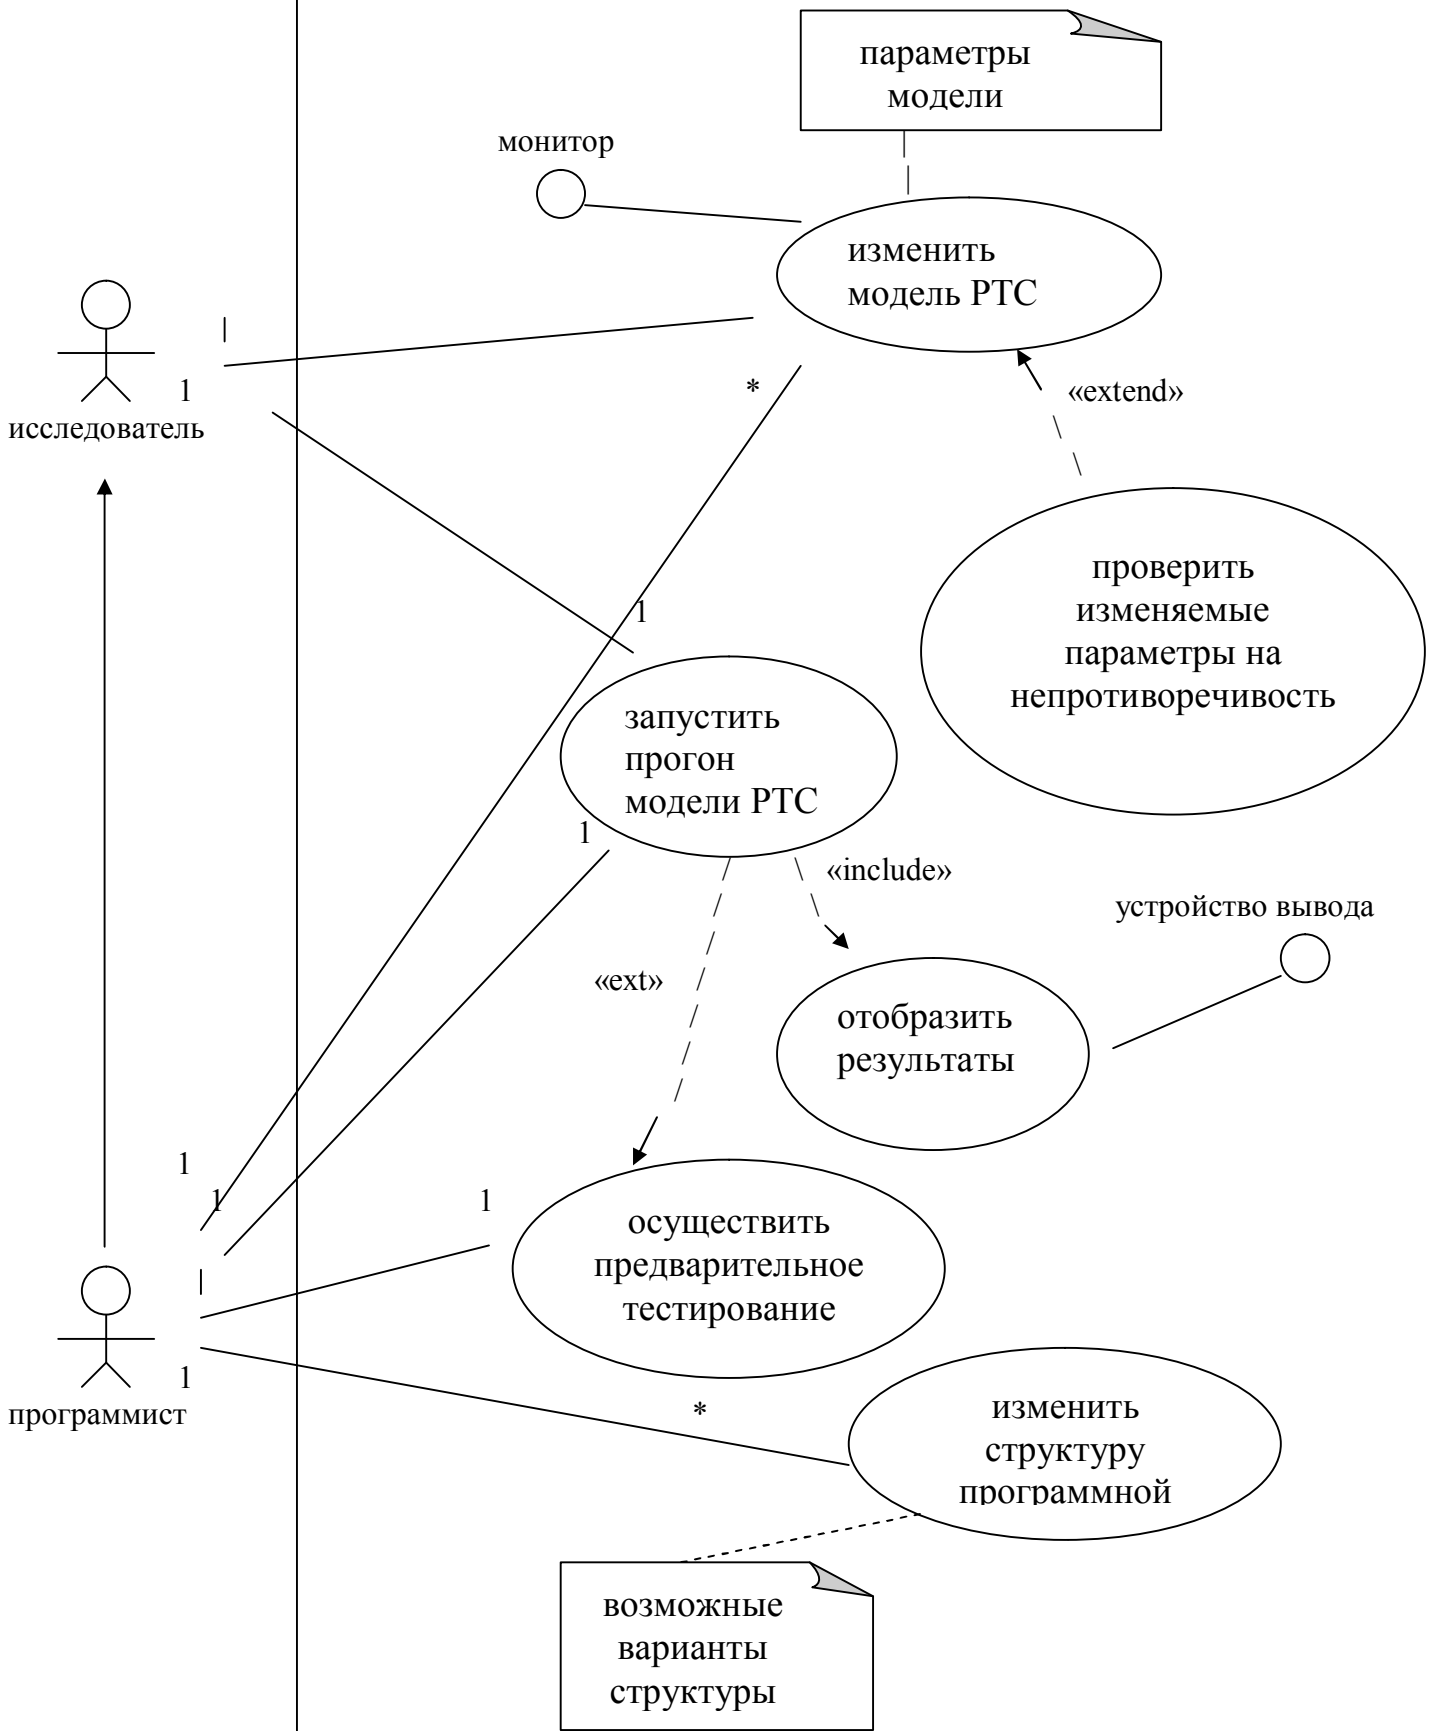 параметры
модели
монитор
изменить
модель РТС
1
исследователь
*
«extend»
проверить
изменяемые
параметры на
непротиворечивость
1
запустить
прогон
модели РТС
1
«include»
устройство вывода
«ext»
отобразить
результаты
1
1
1
осуществить
предварительное
тестирование
1
программист
*
изменить
структуру
программной
возможные
варианты
структуры